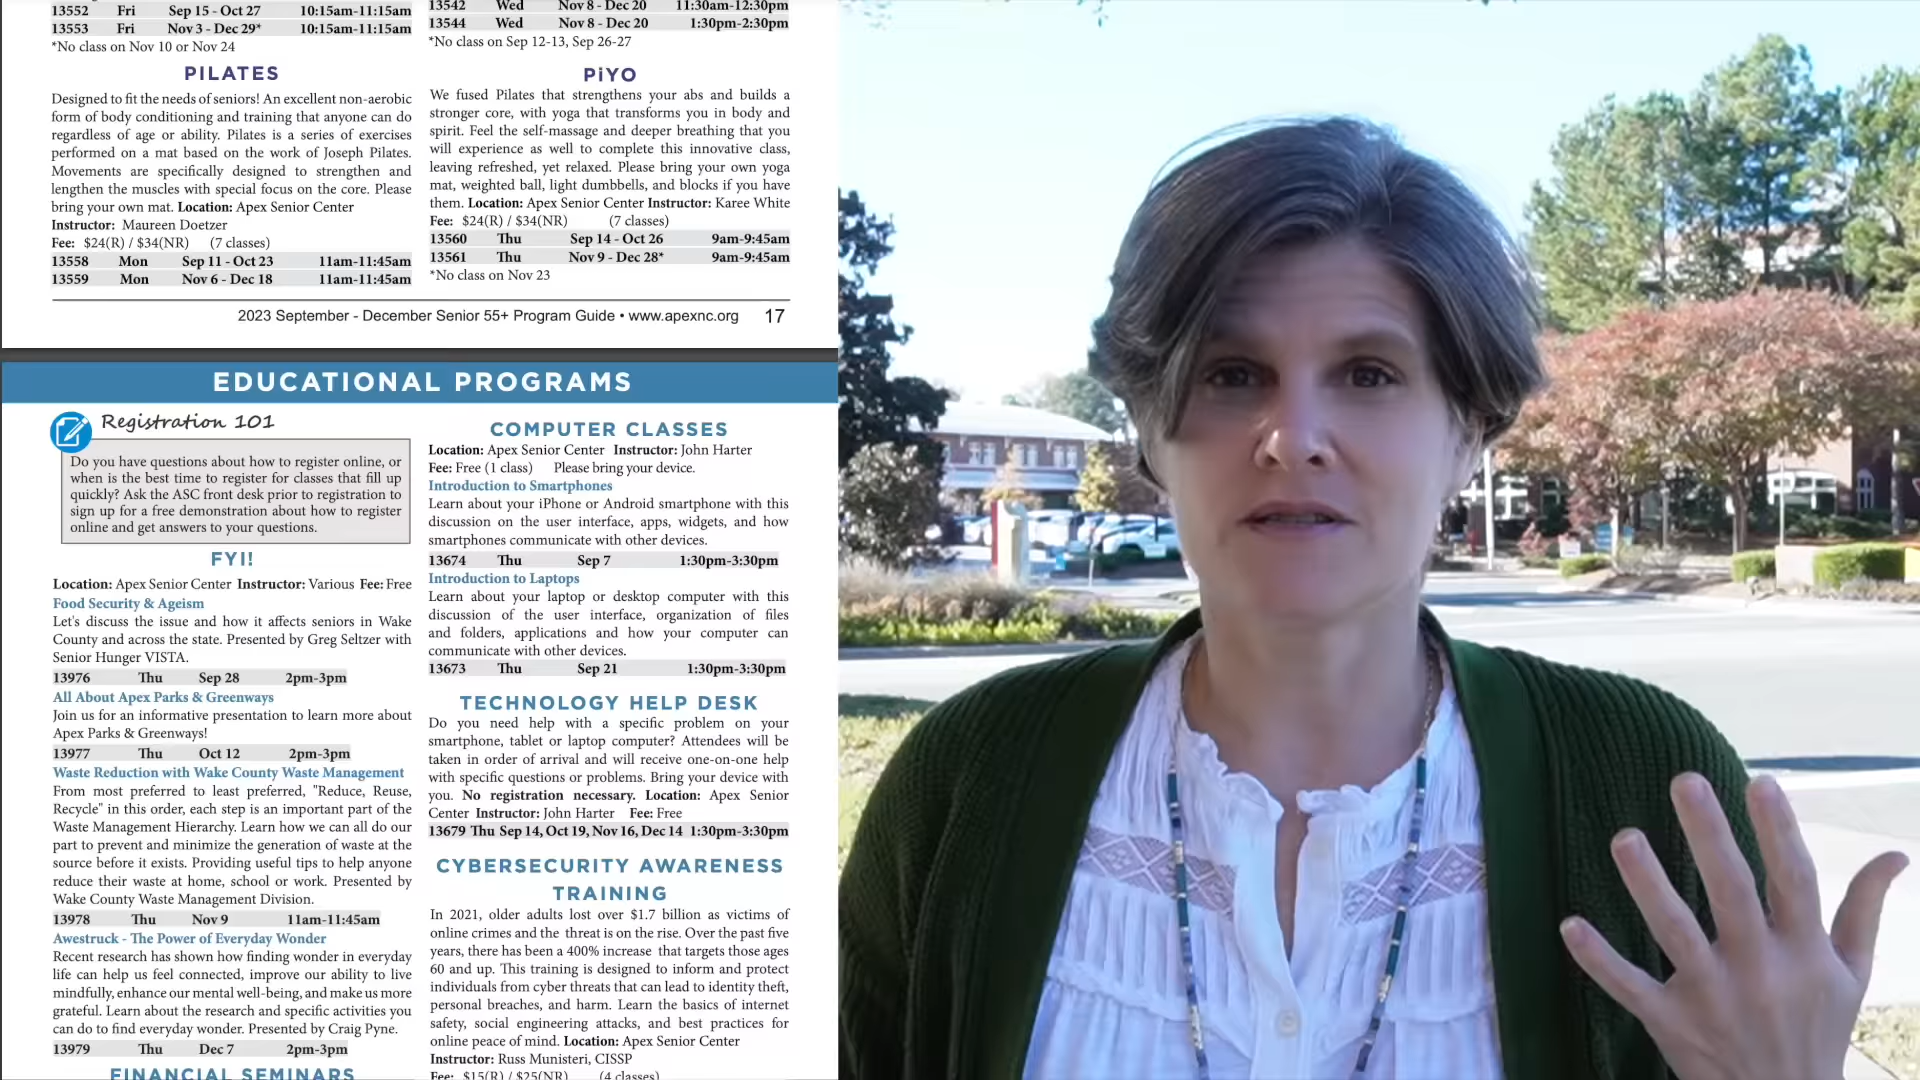 13552 Fri Sep 15 - Oct 27 10:15am-11:15am
13553 Fri Nov 3 - Dec 29* 10:15am-11:15am
*No class on Nov 10 or Nov 24
PILATES
Designed to fit the needs of seniors! An excellent non-aerobic
form of body conditioning and training that anyone can do
regardless of age or ability. Pilates is a series of exercises
performed on a mat based on the work of Joseph Pilates.
Movements are specifically designed to strengthen and
lengthen the muscles with special focus on the core. Please
bring your own mat. Location: Apex Senior Center
Instructor: Maureen Doetzer
Fee: $24(R) / $34(NR) (7 classes)
13558 Mon Sep 11 - Oct 23 11am-11:45am
13559 Mon Nov 6 - Dec 18 11am-11:45am
13542 Wed Nov 8 - Dec 20 11:30am-12:30pm
13544 Wed Nov 8 - Dec 20 1:30pm-2:30pm
*No class on Sep 12-13, Sep 26-27
PiYO
We fused Pilates that strengthens your abs and builds a
stronger core, with yoga that transforms you in body and
spirit. Feel the self-massage and deeper breathing that you
will experience as well to complete this innovative class,
leaving refreshed, yet relaxed. Please bring your own yoga
mat, weighted ball, light dumbbells, and blocks if you have
them. Location: Apex Senior Center Instructor: Karee White
Fee: $24(R) / $34(NR) (7 classes)
13560 Thu Sep 14 - Oct 26 9am-9:45am
13561 Thu Nov 9 - Dec 28* 9am-9:45am
*No class on Nov 23
2023 September - December Senior 55+ Program Guide • www.apexnc.org 17
EDUCATIONAL PROGRAMS
Registration 101
Do you have questions about how to register online, or
when is the best time to register for classes that fill up
quickly? Ask the ASC front desk prior to registration to
sign up for a free demonstration about how to register
online and get answers to your questions.
FYI!
Location: Apex Senior Center Instructor: Various Fee: Free
Food Security & Ageism
Let's discuss the issue and how it affects seniors in Wake
County and across the state. Presented by Greg Seltzer with
Senior Hunger VISTA.
13976 Thu Sep 28 2pm-3pm
All About Apex Parks & Greenways
Join us for an informative presentation to learn more about
Apex Parks & Greenways!
13977 Thu Oct 12 2pm-3pm
Waste Reduction with Wake County Waste Management
From most preferred to least preferred, "Reduce, Reuse,
Recycle" in this order, each step is an important part of the
Waste Management Hierarchy. Learn how we can all do our
part to prevent and minimize the generation of waste at the
source before it exists. Providing useful tips to help anyone
reduce their waste at home, school or work. Presented by
Wake County Waste Management Division.
13978 Thu Nov 9 11am-11:45am
Awestruck - The Power of Everyday Wonder
Recent research has shown how finding wonder in everyday
life can help us feel connected, improve our ability to live
mindfully, enhance our mental well-being, and make us more
grateful. Learn about the research and specific activities you
can do to find everyday wonder. Presented by Craig Pyne.
13979 Thu Dec 7 2pm-3pm
FINANCIAL SEMINARS
COMPUTER CLASSES
Location: Apex Senior Center Instructor: John Harter
Fee: Free (1 class) Please bring your device.
Introduction to Smartphones
Learn about your iPhone or Android smartphone with this
discussion on the user interface, apps, widgets, and how
smartphones communicate with other devices.
13674 Thu Sep 7 1:30pm-3:30pm
Introduction to Laptops
Learn about your laptop or desktop computer with this
discussion of the user interface, organization of files
and folders, applications and how your computer can
communicate with other devices.
13673 Thu Sep 21 1:30pm-3:30pm
TECHNOLOGY HELP DESK
Do you need help with a specific problem on your
smartphone, tablet or laptop computer? Attendees will be
taken in order of arrival and will receive one-on-one help
with specific questions or problems. Bring your device with
you. No registration necessary. Location: Apex Senior
Center Instructor: John Harter Fee: Free
13679 Thu Sep 14, Oct 19, Nov 16, Dec 14 1:30pm-3:30pm
CYBERSECURITY AWARENESS
TRAINING
In 2021, older adults lost over $1.7 billion as victims of
online crimes and the threat is on the rise. Over the past five
years, there has been a 400% increase that targets those ages
60 and up. This training is designed to inform and protect
individuals from cyber threats that can lead to identity theft,
personal breaches, and harm. Learn the basics of internet
safety, social engineering attacks, and best practices for
online peace of mind. Location: Apex Senior Center
Instructor: Russ Munisteri, CISSP
Fee: $15(R) / $25(NR) (4 classes)